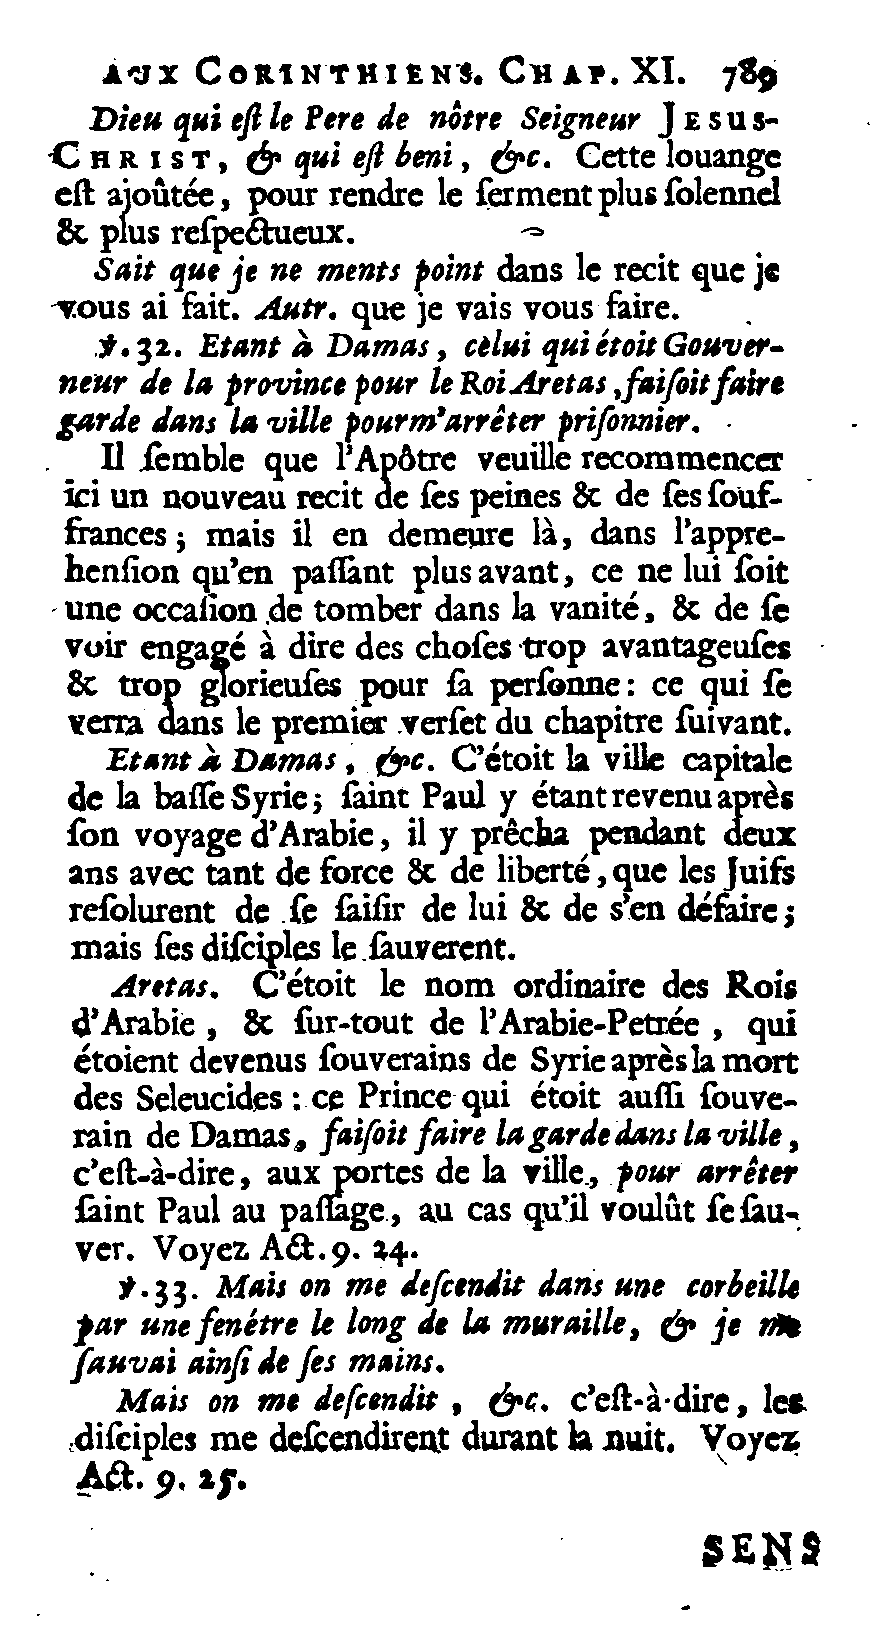 AUX CORINTHIENS. CHAP. XI. 789
Dieu qui eſt le Pere de nôtre Seigneur JESUS-
CHRIST, & qui eſt beni, &c. Cette louange
eſt ajoûtée, pour rendre le ſerment plus ſolennel
& plus reſpectueux.
Sait que je ne ments point dans le recit que je
vous ai fait. Autr. que je vais vous faire.
℣. 32. Etant à Damas, celui qui étoit Gouver-
neur de la province pour le Roi Aretas, faiſoit faire
garde dans la ville pour m'arrêter priſonnier.
Il ſemble que l'Apôtre veuille recommencer
ici un nouveau recit de ſes peines & de ſes ſouf-
frances; mais il en demeure là, dans l'appre-
henſion qu'en paſſant plus avant, ce ne lui ſoit
une occaſion de tomber dans la vanité, & de ſe
voir engagé à dire des choſes trop avantageuſes
& trop glorieuſes pour ſa perſonne: ce qui ſe
verra dans le premier verſet du chapitre ſuivant.
Etant à Damas, &c. C'étoit la ville capitale
de la baſſe Syrie; ſaint Paul y étant revenu après
ſon voyage d'Arabie, il y prêcha pendant deux
ans avec tant de force & de liberté, que les Juifs
reſolurent de ſe ſaiſir de lui & de s'en défaire;
mais ſes diſciples le ſauverent.
Aretas. C'étoit le nom ordinaire des Rois
d'Arabie, & ſur-tout de l'Arabie-Petrée, qui
étoient devenus ſouverains de Syrie après la mort
des Seleucides: ce Prince qui étoit auſſi ſouve-
rain de Damas, faiſoit faire la garde dans la ville,
c'eſt-à-dire, aux portes de la ville, pour arrêter
ſaint Paul au paſſage, au cas qu'il voulût ſe ſau-
ver. Voyez Act. 9. 24.
℣. 33. Mais on me deſcendit dans une corbeille
par une fenétre le long de la muraille, & je me
ſauvai ainſi de ſes mains.
Mais on me deſcendit, &c. c'eſt-à-dire, les
diſciples me deſcendirent durant la nuit. Voyez
Act. 9. 25.
SENS